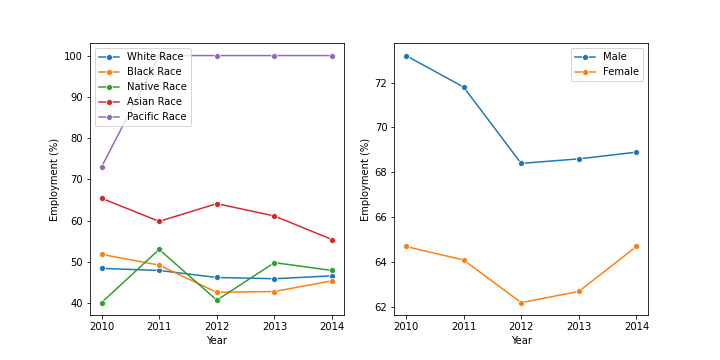 White Race
Black Race
Native Race
Asian Race
Pacific Race
100
90
80
70
60
50
40
Employment (%)
2010 2011 2012 2013 2014
Year
Male
Female
72
70
68
66
64
62
Employment (%)
2010 2011 2012 2013 2014
Year